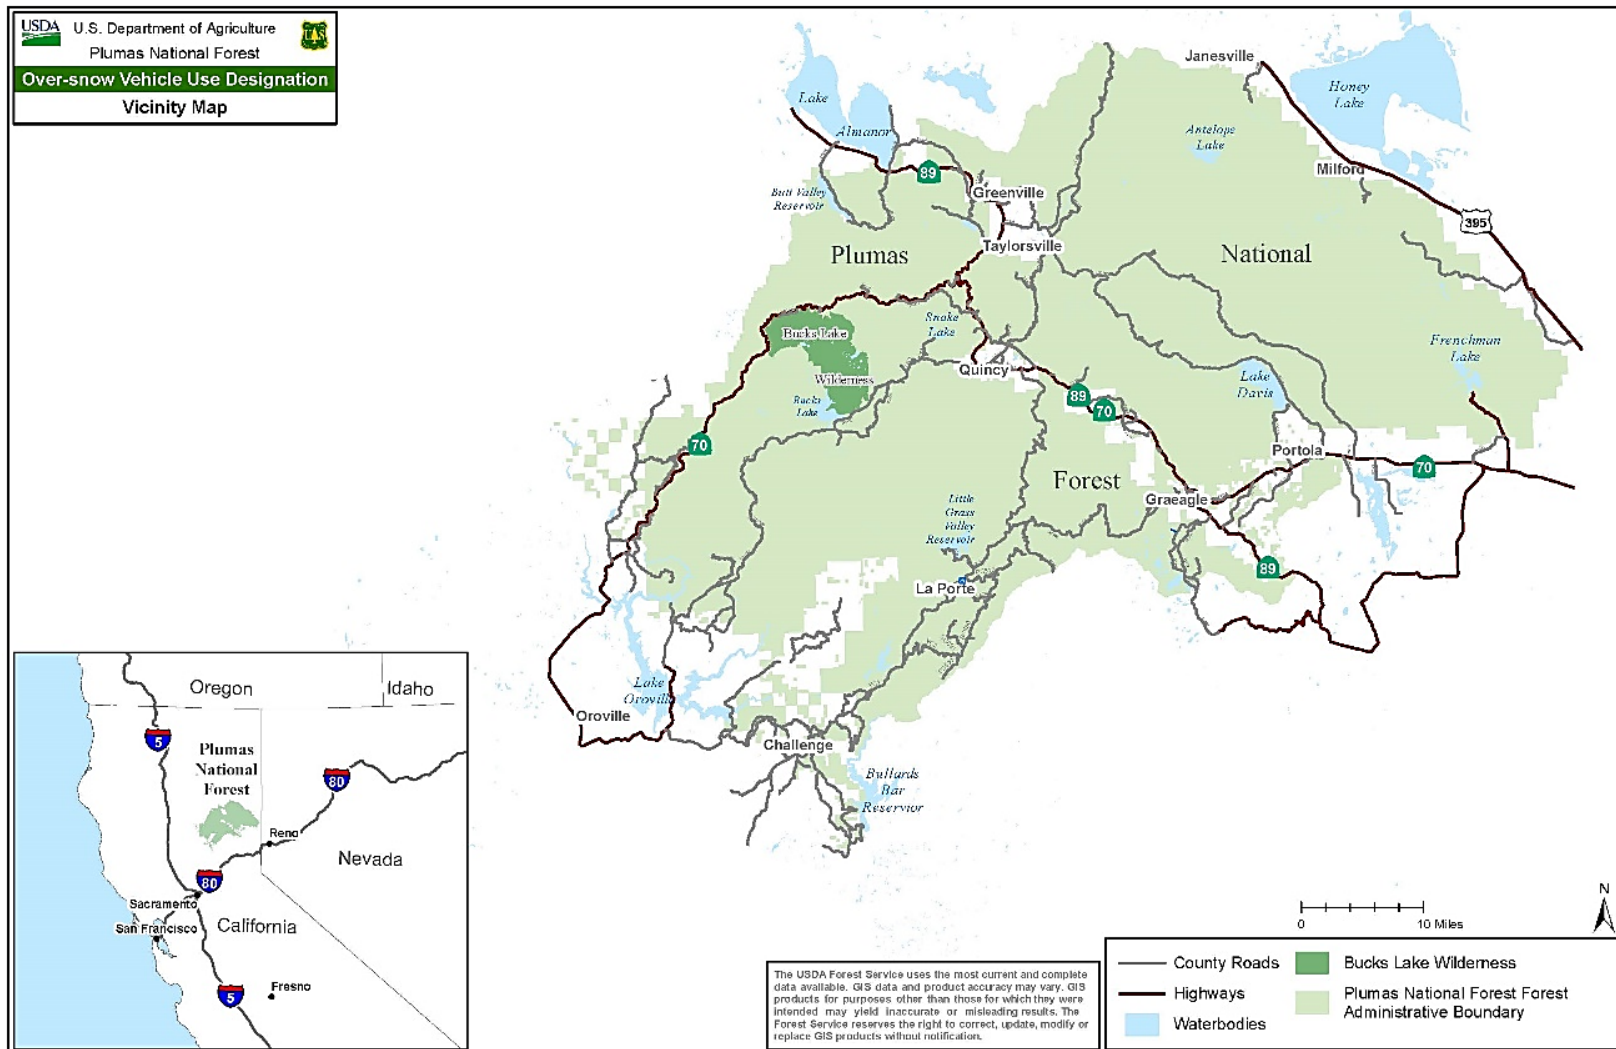 USDA
U.S. Department of Agriculture
Plumas National Forest
UAS
Over-snow Vehicle Use Designation
Vicinity Map
Janesville
Honey
Lake
Lake
Almanor
Antelope
Lake
Milford
89
Butt Valley
Reservoir
Greenville
395
Taylorsville
Plumas
National
Bucks Lake
Wilderness
Snake
Lake
Frenchman
Lake
Quincy
Lake
Davis
Bucks
Lake
89
70
70
Portola
70
Forest
Graeagle
Little
Grass
Valley
Reservoir
89
La Porte
Lake
Oroville
Oroville
Challenge
Bullards
Bar
Reservior
Oregon
Idaho
5
Plumas
National
Forest
80
Reno
Nevada
80
Sacramento
San Francisco
California
Fresno
5
N
0
10 Miles
The USDA Forest Service uses the most current and complete
data available. GIS data and product accuracy may vary. GIS
products for purposes other than those for which they were
intended may yield inaccurate or misleading results. The
Forest Service reserves the right to correct, update, modify or
replace GIS products without notification.
County Roads
Highways
Waterbodies
Bucks Lake Wilderness
Plumas National Forest Forest
Administrative Boundary